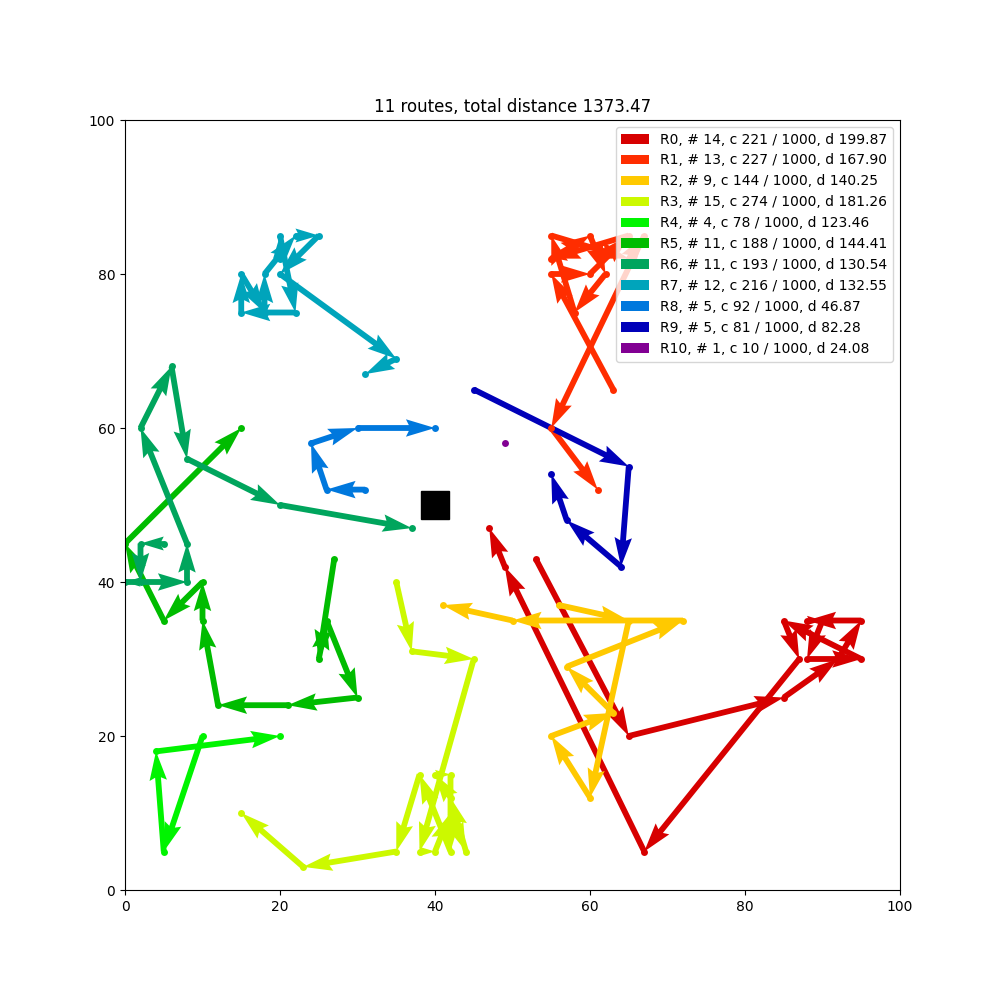 11 routes, total distance 1373.47
100
80
60
40
20
0
0 20 40 60 80 100
R0, # 14, c 221 / 1000, d 199.87
R1, # 13, c 227 / 1000, d 167.90
R2, # 9, c 144 / 1000, d 140.25
R3, # 15, c 274 / 1000, d 181.26
R4, # 4, c 78 / 1000, d 123.46
R5, # 11, c 188 / 1000, d 144.41
R6, # 11, c 193 / 1000, d 130.54
R7, # 12, c 216 / 1000, d 132.55
R8, # 5, c 92 / 1000, d 46.87
R9, # 5, c 81 / 1000, d 82.28
R10, # 1, c 10 / 1000, d 24.08